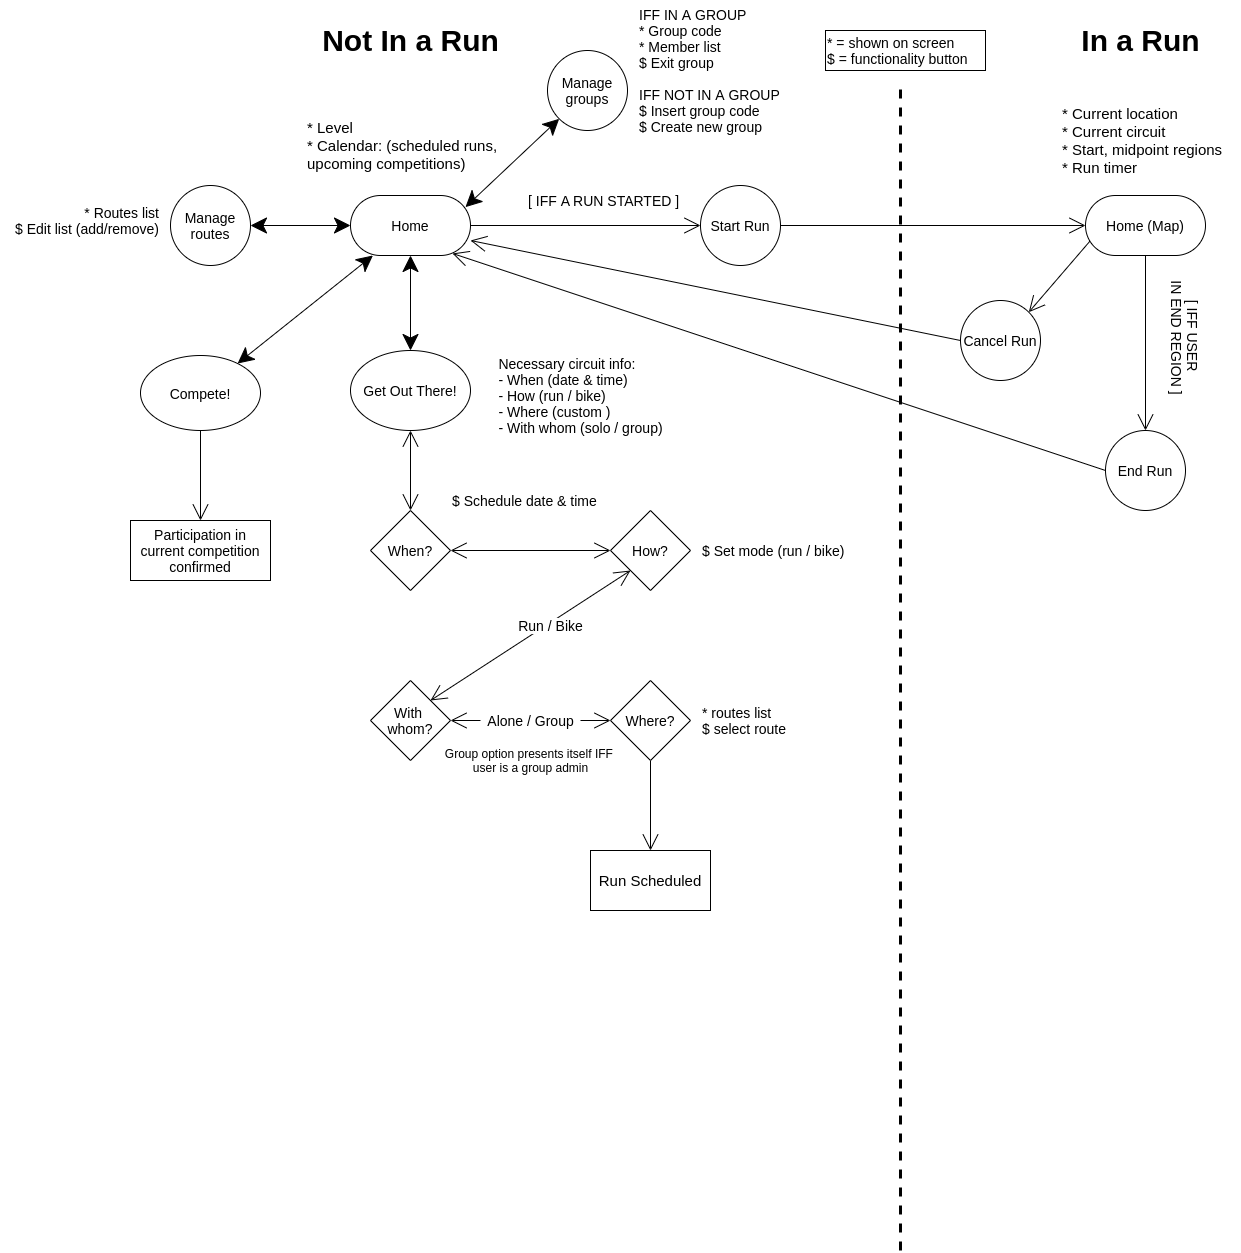 Not In a Run
In a Run
* = shown on screen
$ = functionality button
IFF IN A GROUP
* Group code
* Member list
$ Exit group
IFF NOT IN A GROUP
$ Insert group code
$ Create new group
Manage
groups
* Level
* Calendar: (scheduled runs,
upcoming competitions)
* Current location
* Current circuit
* Start, midpoint regions
* Run timer
* Routes list
$ Edit list (add/remove)
Manage
routes
Home
[ IFF A RUN STARTED ]
Start Run
Home (Map)
[ IFF USER
IN END REGION ]
Cancel Run
End Run
Compete!
Get Out There!
Necessary circuit info:
- When (date & time)
- How (run / bike)
- Where (custom )
- With whom (solo / group)
Participation in
current competition
confirmed
$ Schedule date & time
When?
How?
$ Set mode (run / bike)
Run / Bike
With
whom?
Alone / Group
Where?
* routes list
$ select route
Group option presents itself IFF
user is a group admin
Run Scheduled